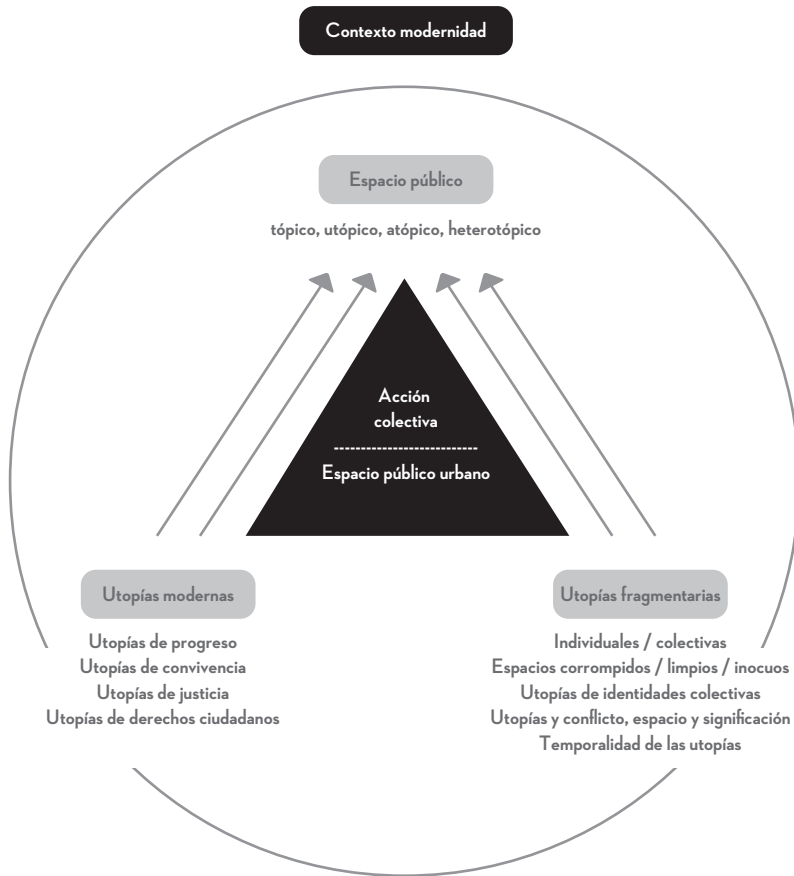 Contexto modernidad
Espacio público
tópico, utópico, atópico, heterotópico
Acción
colectiva
Espacio público urbano
Utopías modernas
Utopías de progreso
Utopías de convivencia
Utopías de justicia
Utopías de derechos ciudadanos
Utopías fragmentarias
Individuales / colectivas
Espacios corrompidos / limpios / inocuos
Utopías de identidades colectivas
Utopías y conflicto, espacio y significación
Temporalidad de las utopías